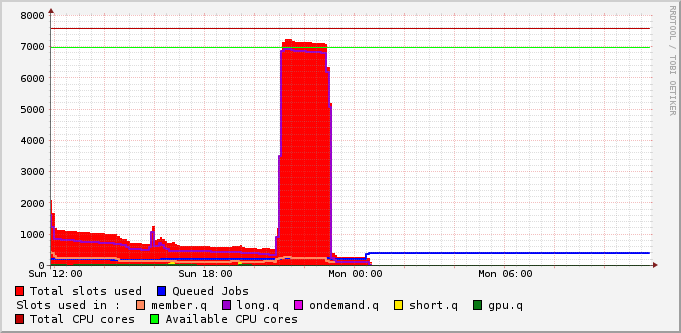 8000
7000
6000
5000
4000
3000
2000
1000
0
Sun 12:00 Sun 18:00 Mon 00:00 Mon 06:00
Total slots used Queued Jobs
Slots used in : member.q long.q ondemand.q short.q gpu.q
Total CPU cores Available CPU cores
RRDTOOL / TOBI OETIKER